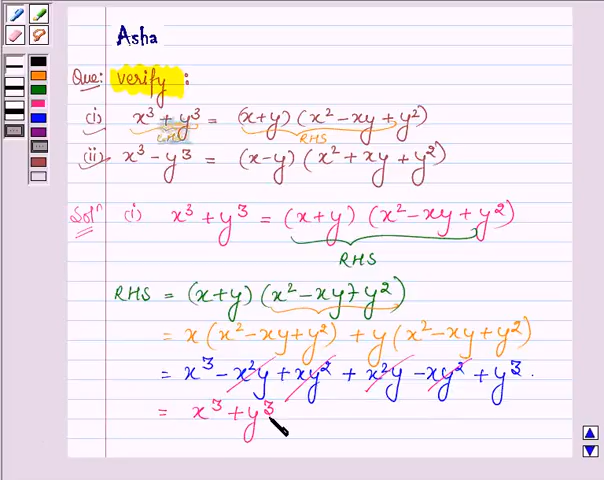 Asha
Que: verify :
(i) x³ + y³ = (x+y) (x² - xy + y²)
LHS RHS
(ii) x³ - y³ = (x-y) (x² + xy + y²)
Solⁿ (i) x³ + y³ = (x+y) (x² - xy + y²)
RHS
RHS = (x+y) (x² - xy + y²)
= x(x² - xy + y²) + y(x² - xy + y²)
= x³ - x²y + xy² + x²y - xy² + y³.
= x³ + y³